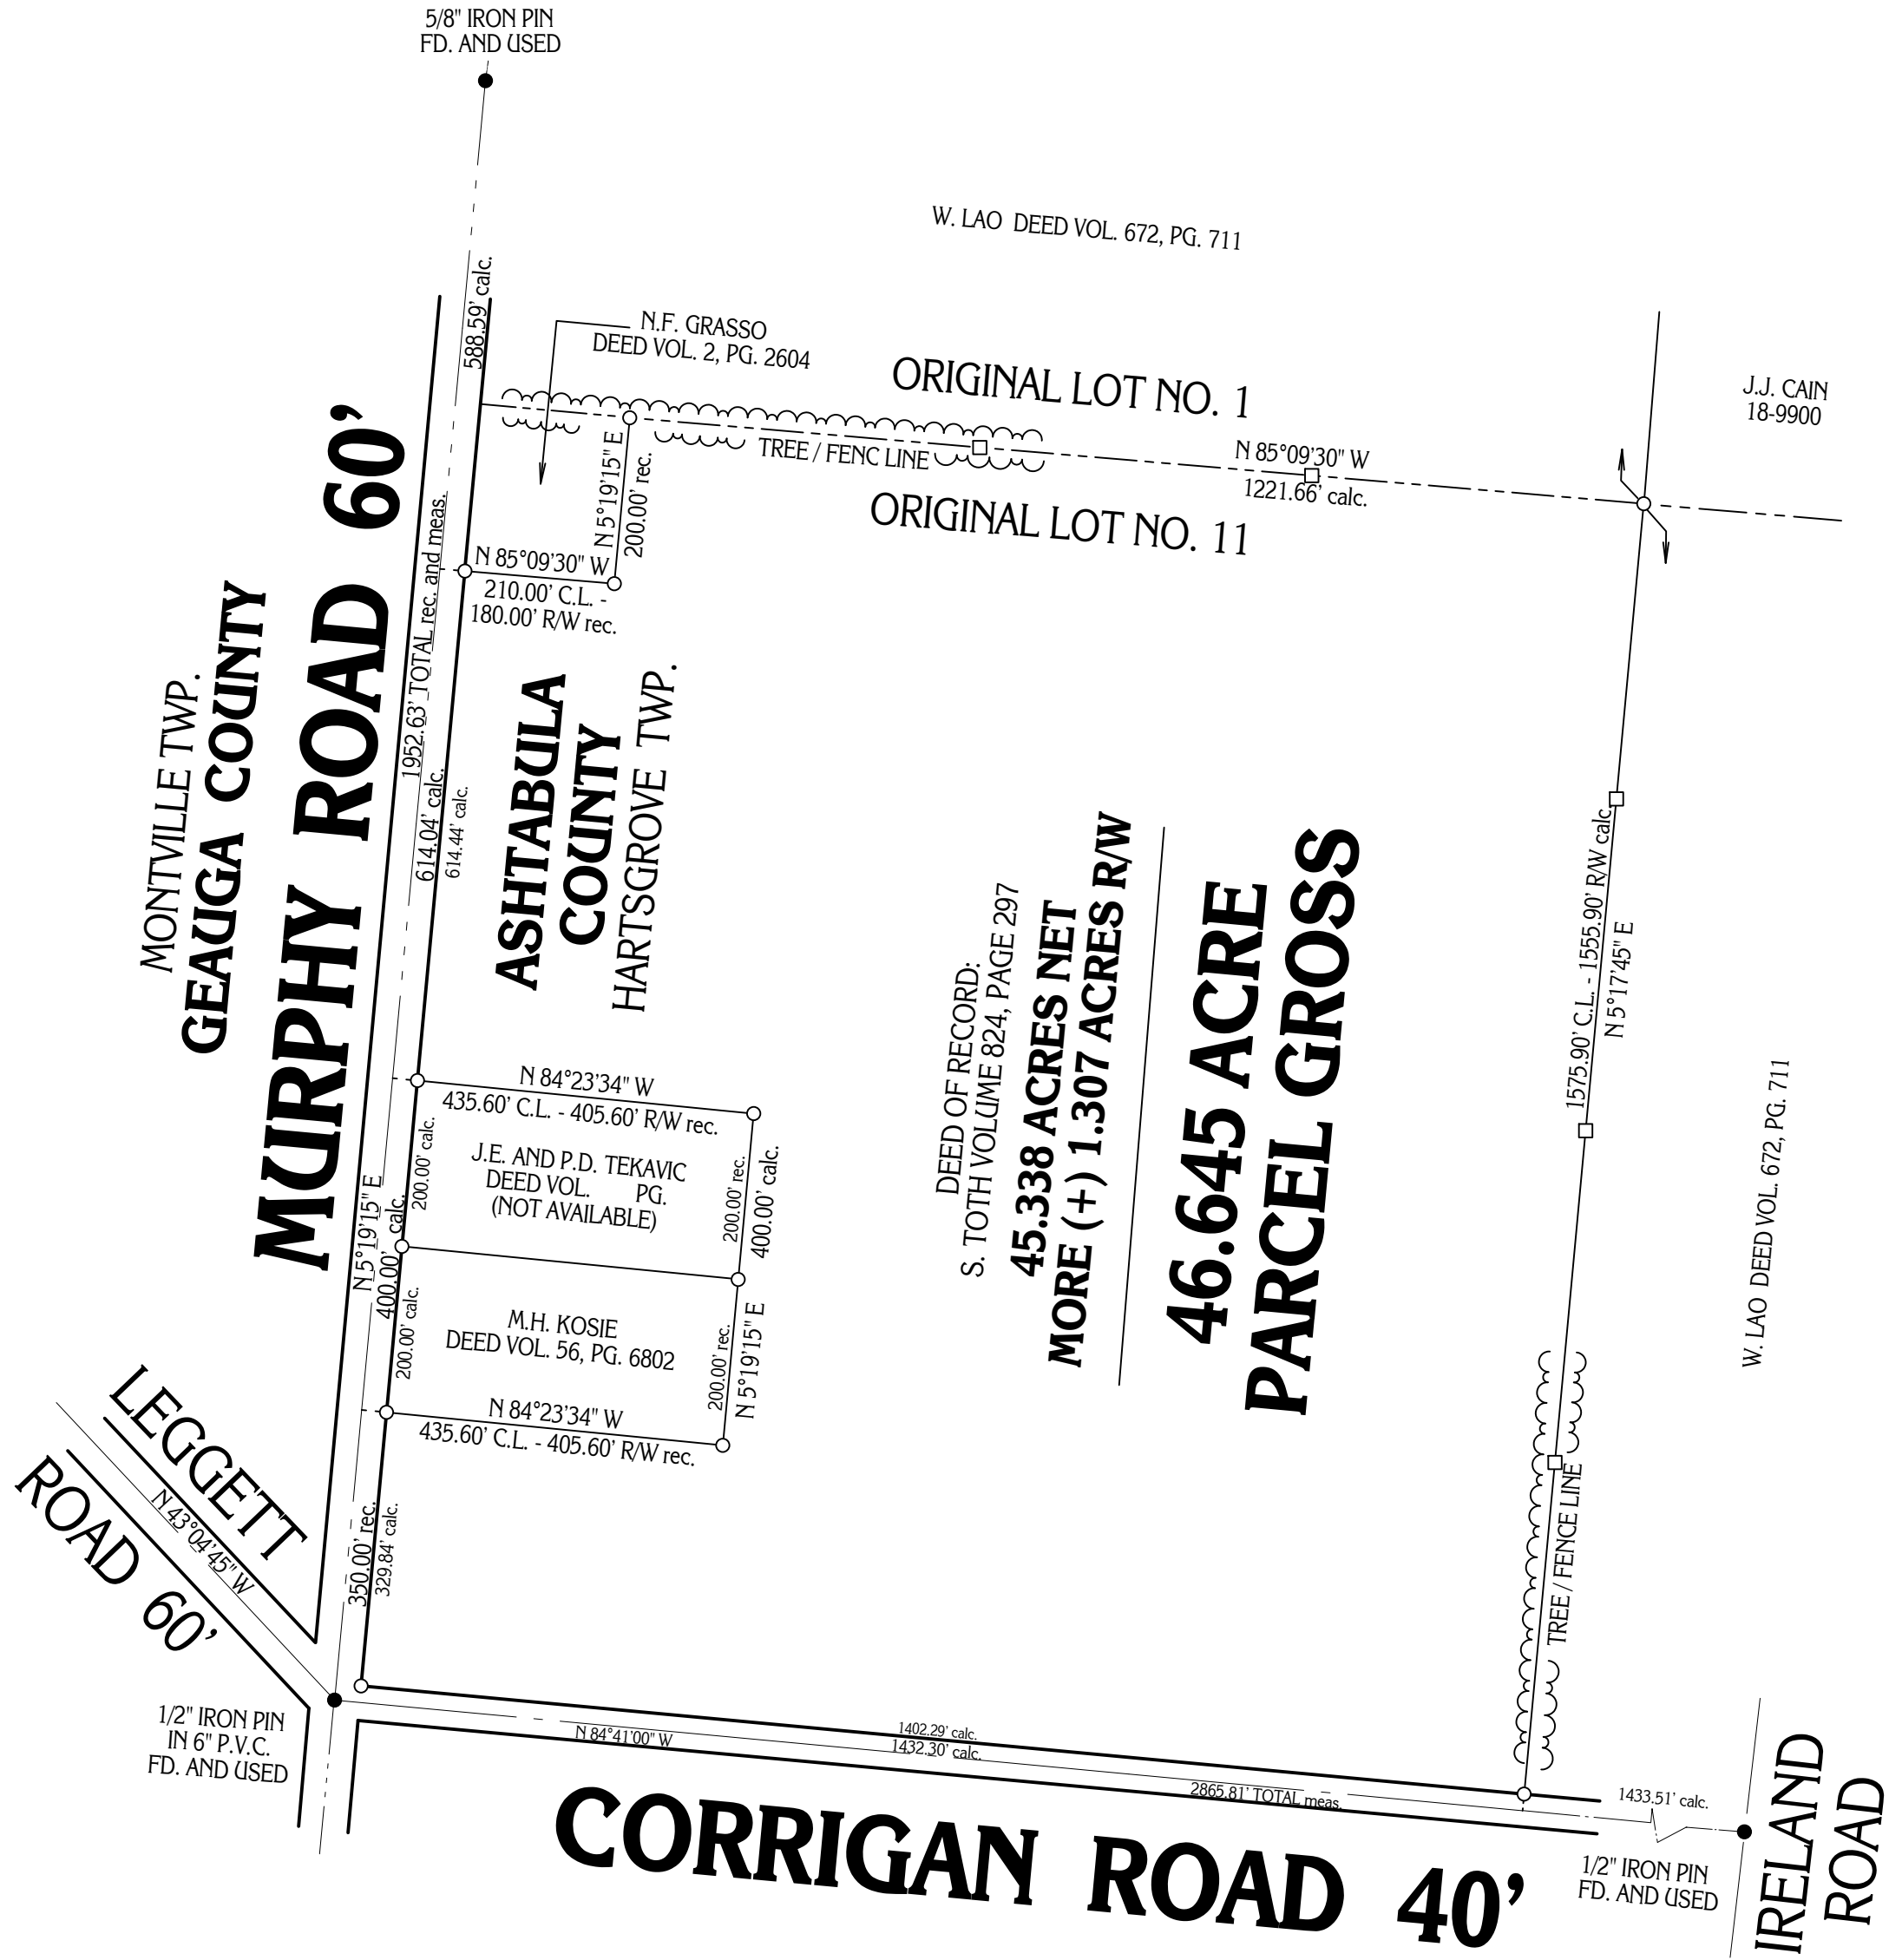 5/8" IRON PIN
FD. AND USED
W. LAO DEED VOL. 672, PG. 711
588.59' calc.
N.F. GRASSO
DEED VOL. 2, PG. 2604
ORIGINAL LOT NO. 1
J.J. CAIN
18-9900
TREE / FENC LINE
N 85°09'30" W
1221.66' calc.
ORIGINAL LOT NO. 11
N 5°19'15" E
200.00' rec.
N 85°09'30" W
210.00' C.L. -
180.00' R/W rec.
MONTVILLE TWP.
GEAUGA COUNTY
MURPHY ROAD 60'
1952.63' TOTAL rec. and meas.
614.04' calc.
614.44' calc.
ASHTABULA
COUNTY
HARTSGROVE TWP.
DEED OF RECORD:
S. TOTH VOLUME 824, PAGE 297
45.338 ACRES NET
MORE (+) 1.307 ACRES R/W
46.645 ACRE
PARCEL GROSS
1575.90' C.L. - 1555.90' R/W calc.
N 5°17'45" E
W. LAO DEED VOL. 672, PG. 711
N 84°23'34" W
435.60' C.L. - 405.60' R/W rec.
J.E. AND P.D. TEKAVIC
DEED VOL. PG.
(NOT AVAILABLE)
200.00' calc.
200.00' rec.
400.00' calc.
N 5°19'15" E
400.00' calc.
200.00' calc.
M.H. KOSIE
DEED VOL. 56, PG. 6802
200.00' rec.
N 5°19'15" E
N 84°23'34" W
435.60' C.L. - 405.60' R/W rec.
LEGGETT
ROAD 60'
N 43°04'45" W
350.00' rec.
329.84' calc.
TREE / FENCE LINE
1/2" IRON PIN
IN 6" P.V.C.
FD. AND USED
N 84°41'00" W
1402.29' calc.
1432.30' calc.
2865.81' TOTAL meas.
1433.51' calc.
CORRIGAN ROAD 40'
1/2" IRON PIN
FD. AND USED
IRELAND
ROAD